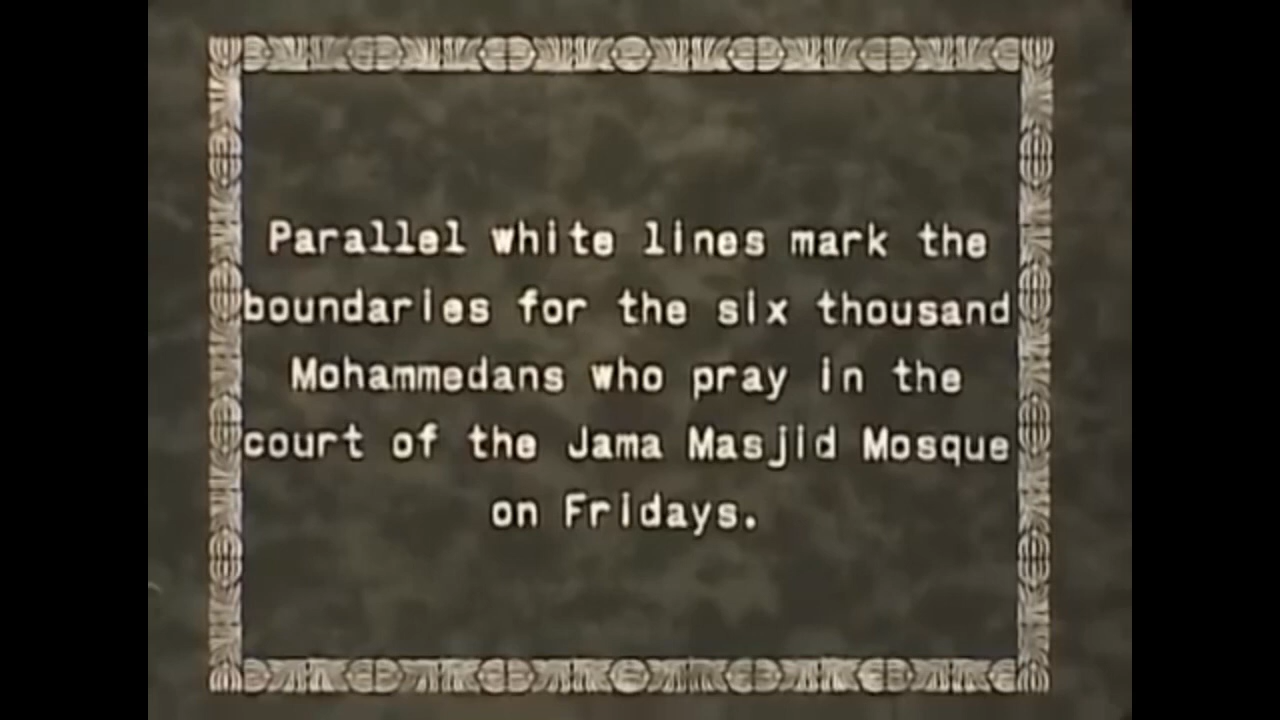 Parallel white lines mark the
boundaries for the six thousand
Mohammedans who pray in the
court of the Jama Masjid Mosque
on Fridays.